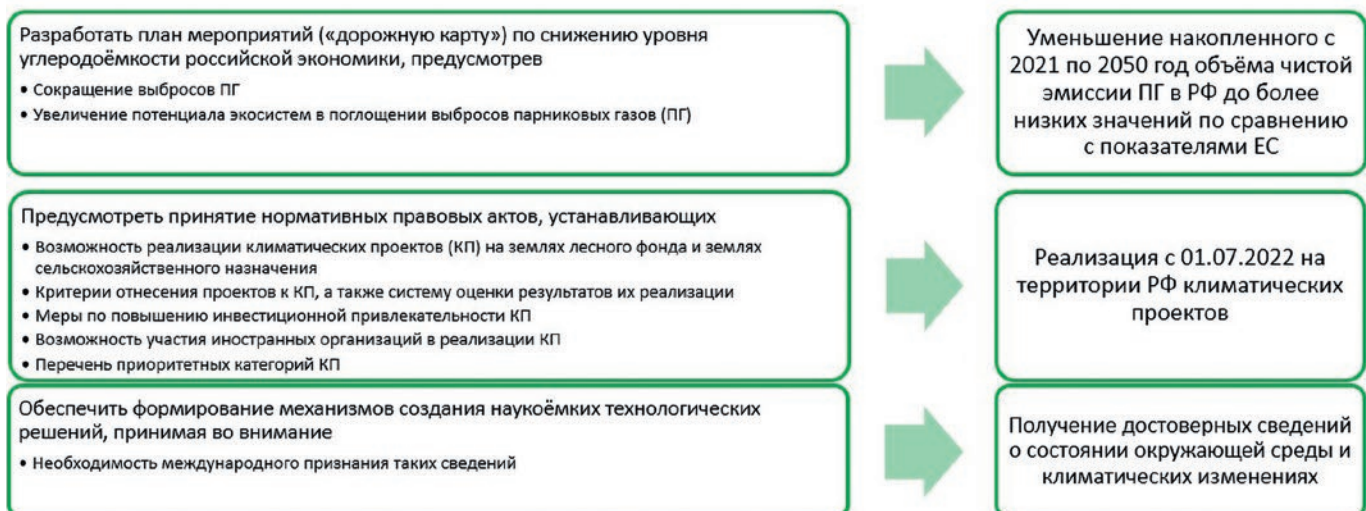 Разработать план мероприятий («дорожную карту») по снижению уровня
углеродоёмкости российской экономики, предусмотрев
• Сокращение выбросов ПГ
• Увеличение потенциала экосистем в поглощении выбросов парниковых газов (ПГ)
Уменьшение накопленного с
2021 по 2050 год объёма чистой
эмиссии ПГ в РФ до более
низких значений по сравнению
с показателями ЕС
Предусмотреть принятие нормативных правовых актов, устанавливающих
• Возможность реализации климатических проектов (КП) на землях лесного фонда и землях
сельскохозяйственного назначения
• Критерии отнесения проектов к КП, а также систему оценки результатов их реализации
• Меры по повышению инвестиционной привлекательности КП
• Возможность участия иностранных организаций в реализации КП
• Перечень приоритетных категорий КП
Реализация с 01.07.2022 на
территории РФ климатических
проектов
Обеспечить формирование механизмов создания наукоёмких технологических
решений, принимая во внимание
• Необходимость международного признания таких сведений
Получение достоверных сведений
о состоянии окружающей среды и
климатических изменениях